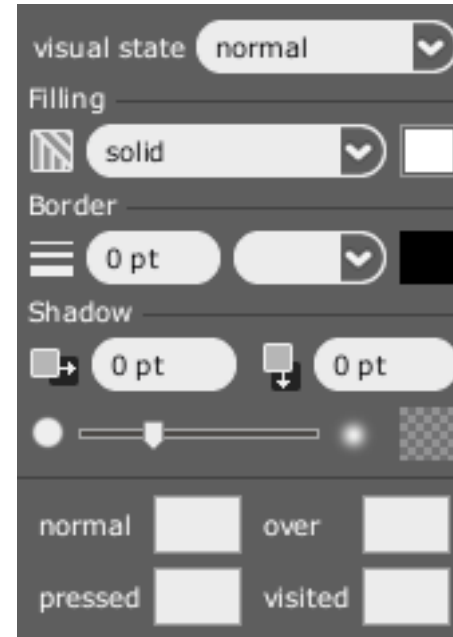 visual state normal
Filling
solid
Border
0 pt
Shadow
0 pt 0 pt
normal over
pressed visited